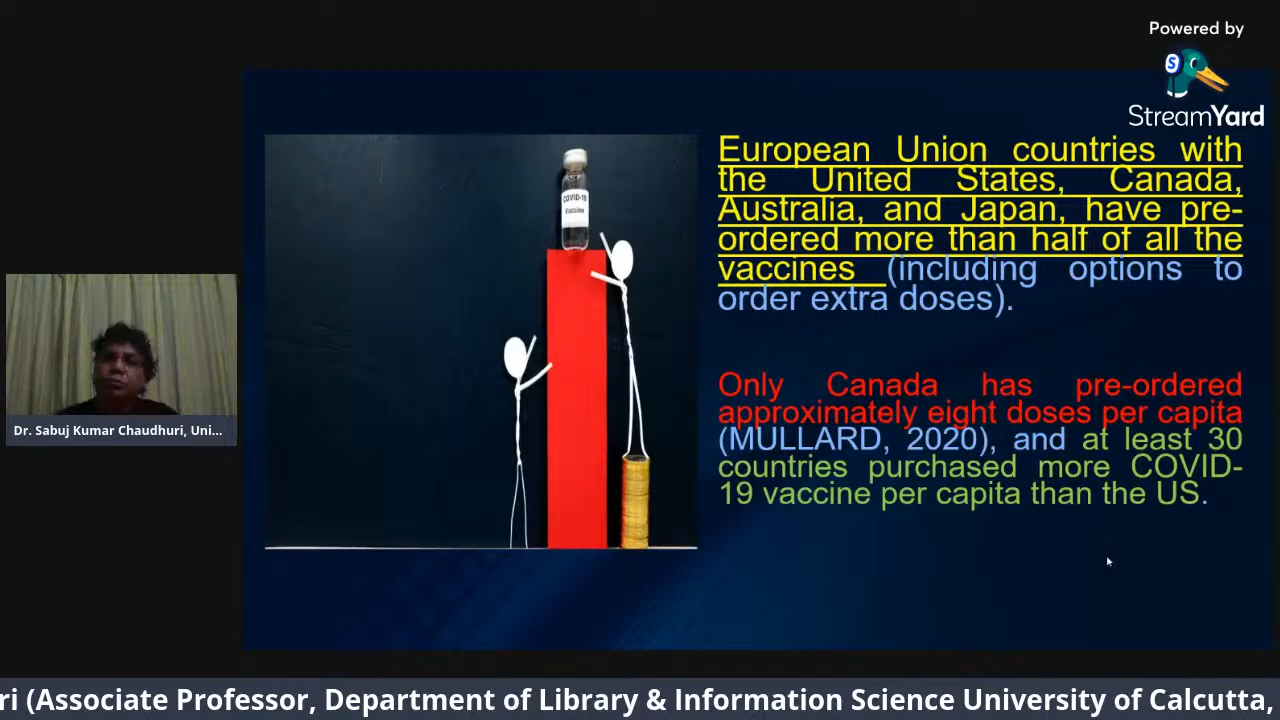 Powered by
StreamYard
European Union countries with
the United States, Canada,
Australia, and Japan, have pre-
ordered more than half of all the
vaccines (including options to
order extra doses).
COVID-19
Vaccine
Only Canada has pre-ordered
approximately eight doses per capita
(MULLARD, 2020), and at least 30
countries purchased more COVID-
19 vaccine per capita than the US.
Dr. Sabuj Kumar Chaudhuri, Uni...
ri (Associate Professor, Department of Library & Information Science University of Calcutta,